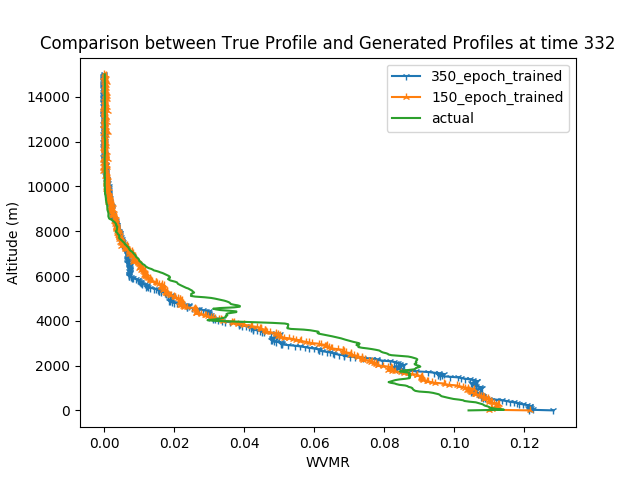 Comparison between True Profile and Generated Profiles at time 332
350_epoch_trained
150_epoch_trained
actual
Altitude (m)
14000
12000
10000
8000
6000
4000
2000
0
0.00 0.02 0.04 0.06 0.08 0.10 0.12
WVMR